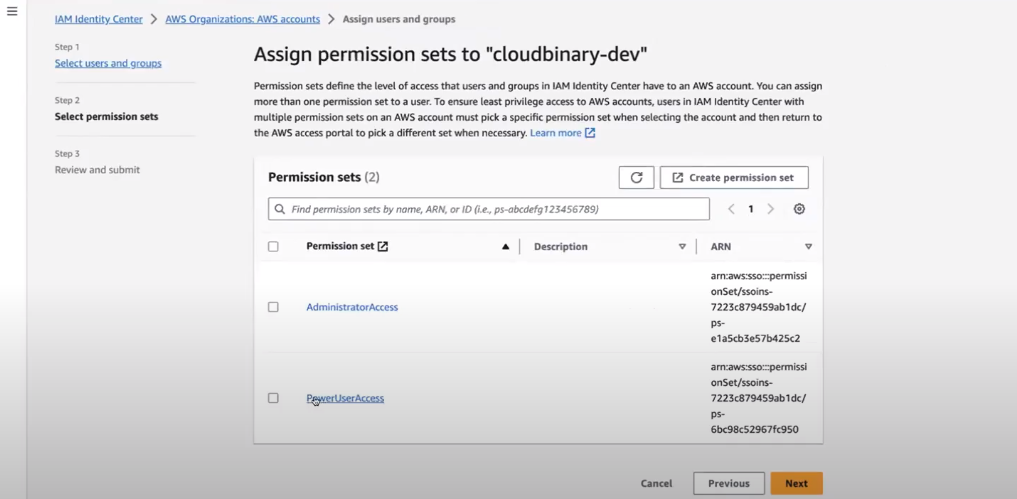 IAM Identity Center > AWS Organizations: AWS accounts > Assign users and groups
Step 1
Select users and groups
Step 2
Select permission sets
Step 3
Review and submit
Assign permission sets to "cloudbinary-dev"
Permission sets define the level of access that users and groups in IAM Identity Center have to an AWS account. You can assign
more than one permission set to a user. To ensure least privilege access to AWS accounts, users in IAM Identity Center with
multiple permission sets on an AWS account must pick a specific permission set when selecting the account and then return to
the AWS access portal to pick a different set when necessary. Learn more
Permission sets (2)
Create permission set
Find permission sets by name, ARN, or ID (i.e., ps-abcdefg123456789)
1
Permission set
Description
ARN
AdministratorAccess
arn:aws:sso:::permissi
onSet/ssoins-
7223c879459ab1dc/
ps-
e1a5cb3e57b425c2
PowerUserAccess
arn:aws:sso:::permissi
onSet/ssoins-
7223c879459ab1dc/
ps-
6bc98c52967fc950
Cancel
Previous
Next